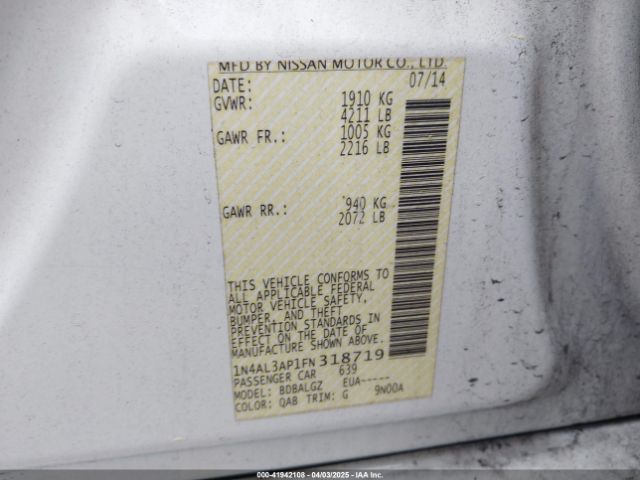 MFD BY NISSAN MOTOR CO., LTD.
DATE: 07/14
GVWR: 1910 KG
4211 LB
GAWR FR.: 1005 KG
2216 LB
GAWR RR.: 940 KG
2072 LB
THIS VEHICLE CONFORMS TO
ALL APPLICABLE FEDERAL
MOTOR VEHICLE SAFETY,
BUMPER, AND THEFT
PREVENTION STANDARDS IN
EFFECT ON THE DATE OF
MANUFACTURE SHOWN ABOVE.
1N4AL3AP1FN318719
PASSENGER CAR 639
MODEL: BDBALGZ EUA-----
COLOR: QAB TRIM: G 9N00A
000-41942108 - 04/03/2025 - IAA Inc.